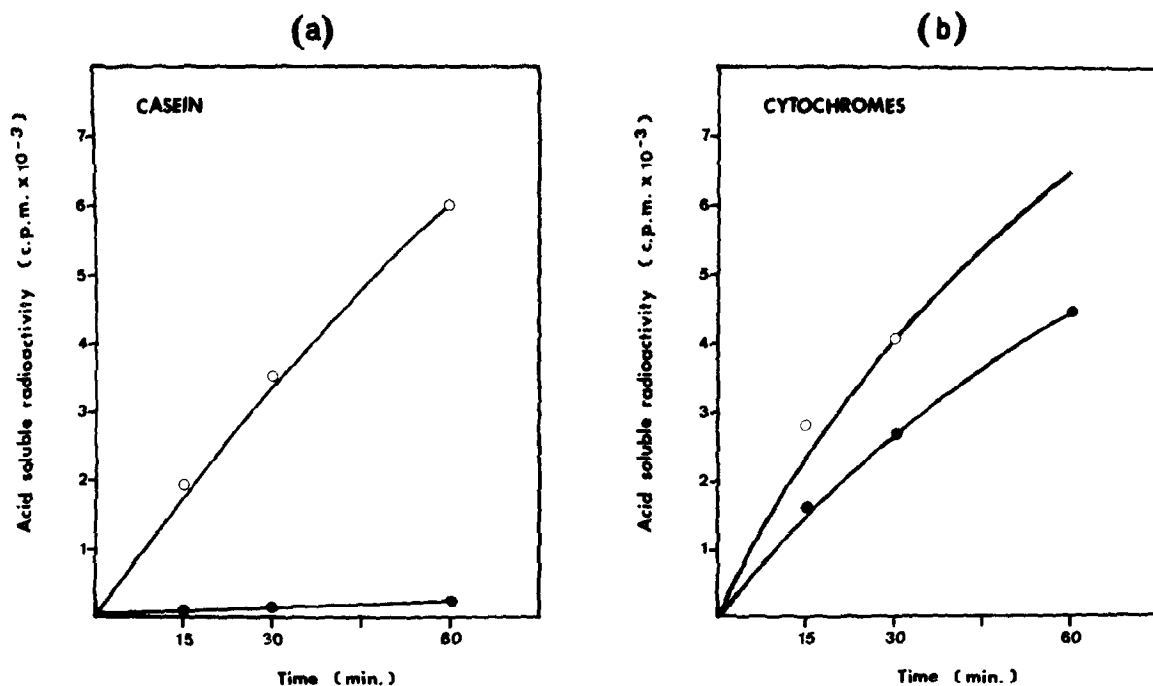 (a)
CASEIN
7
6
5
4
3
2
1
15 30 60
Time (min.)
Acid soluble radioactivity (c.p.m. x 10-3)
(b)
CYTOCHROMES
7
6
5
4
3
2
1
15 30 60
Time (min.)
Acid soluble radioactivity (c.p.m. x 10-3)